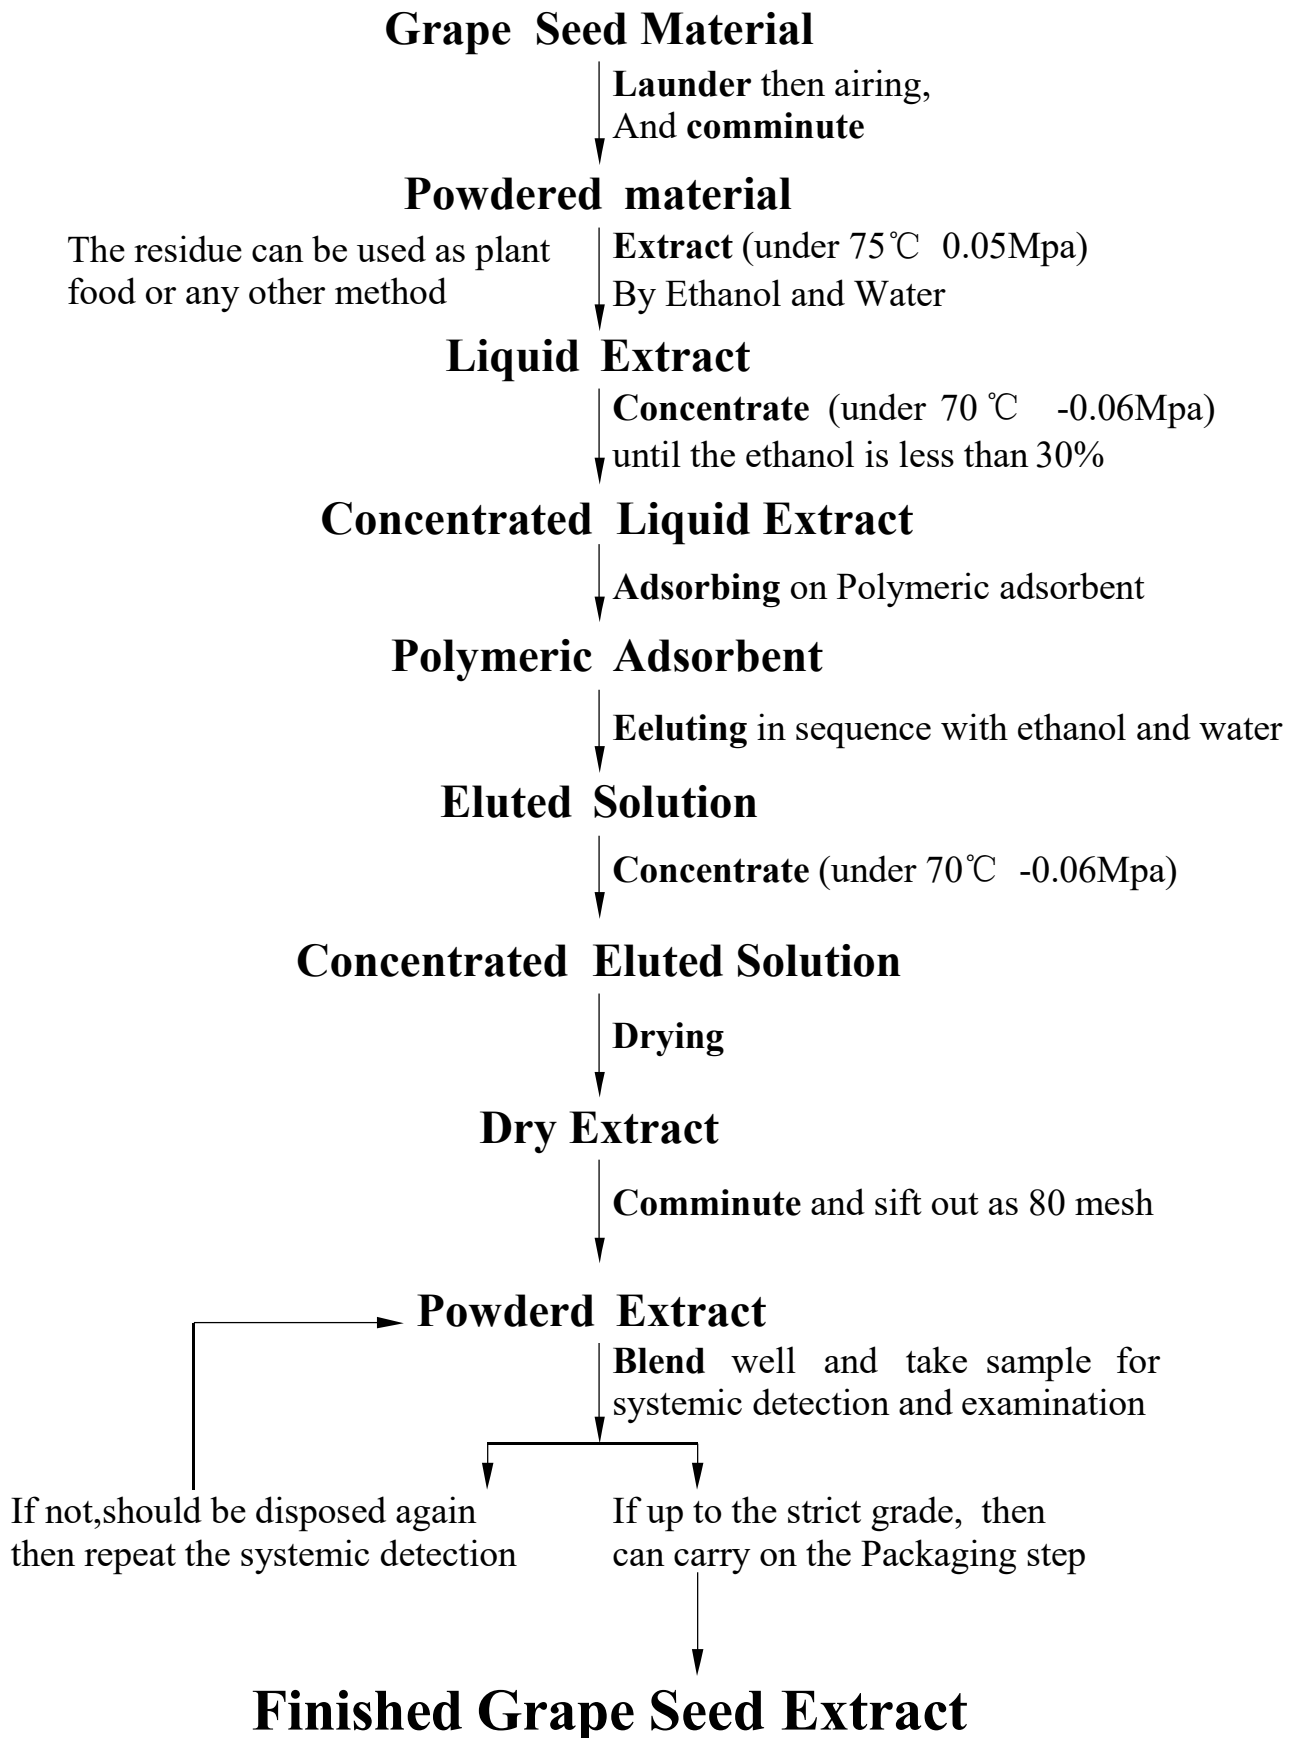 Grape Seed Material
Launder then airing,
And comminute
Powdered material
The residue can be used as plant
food or any other method
Extract (under 75℃ 0.05Mpa)
By Ethanol and Water
Liquid Extract
Concentrate (under 70 ℃ -0.06Mpa)
until the ethanol is less than 30%
Concentrated Liquid Extract
Adsorbing on Polymeric adsorbent
Polymeric Adsorbent
Eeluting in sequence with ethanol and water
Eluted Solution
Concentrate (under 70℃ -0.06Mpa)
Concentrated Eluted Solution
Drying
Dry Extract
Comminute and sift out as 80 mesh
Powderd Extract
Blend well and take sample for
systemic detection and examination
If not,should be disposed again
then repeat the systemic detection
If up to the strict grade, then
can carry on the Packaging step
Finished Grape Seed Extract